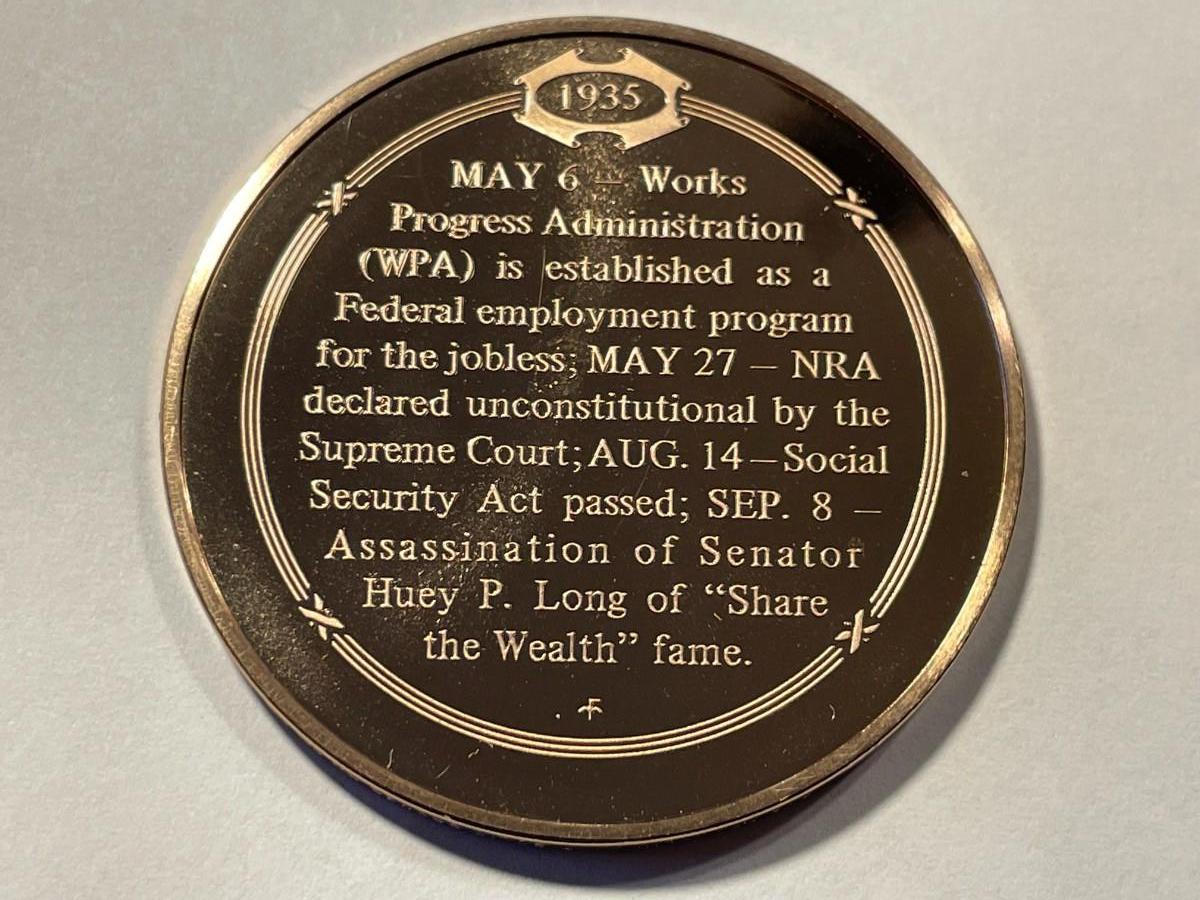 1935
MAY 6 – Works
Progress Administration
(WPA) is established as a
Federal employment program
for the jobless; MAY 27 – NRA
declared unconstitutional by the
Supreme Court; AUG. 14 – Social
Security Act passed; SEP. 8 –
Assassination of Senator
Huey P. Long of “Share
the Wealth” fame.